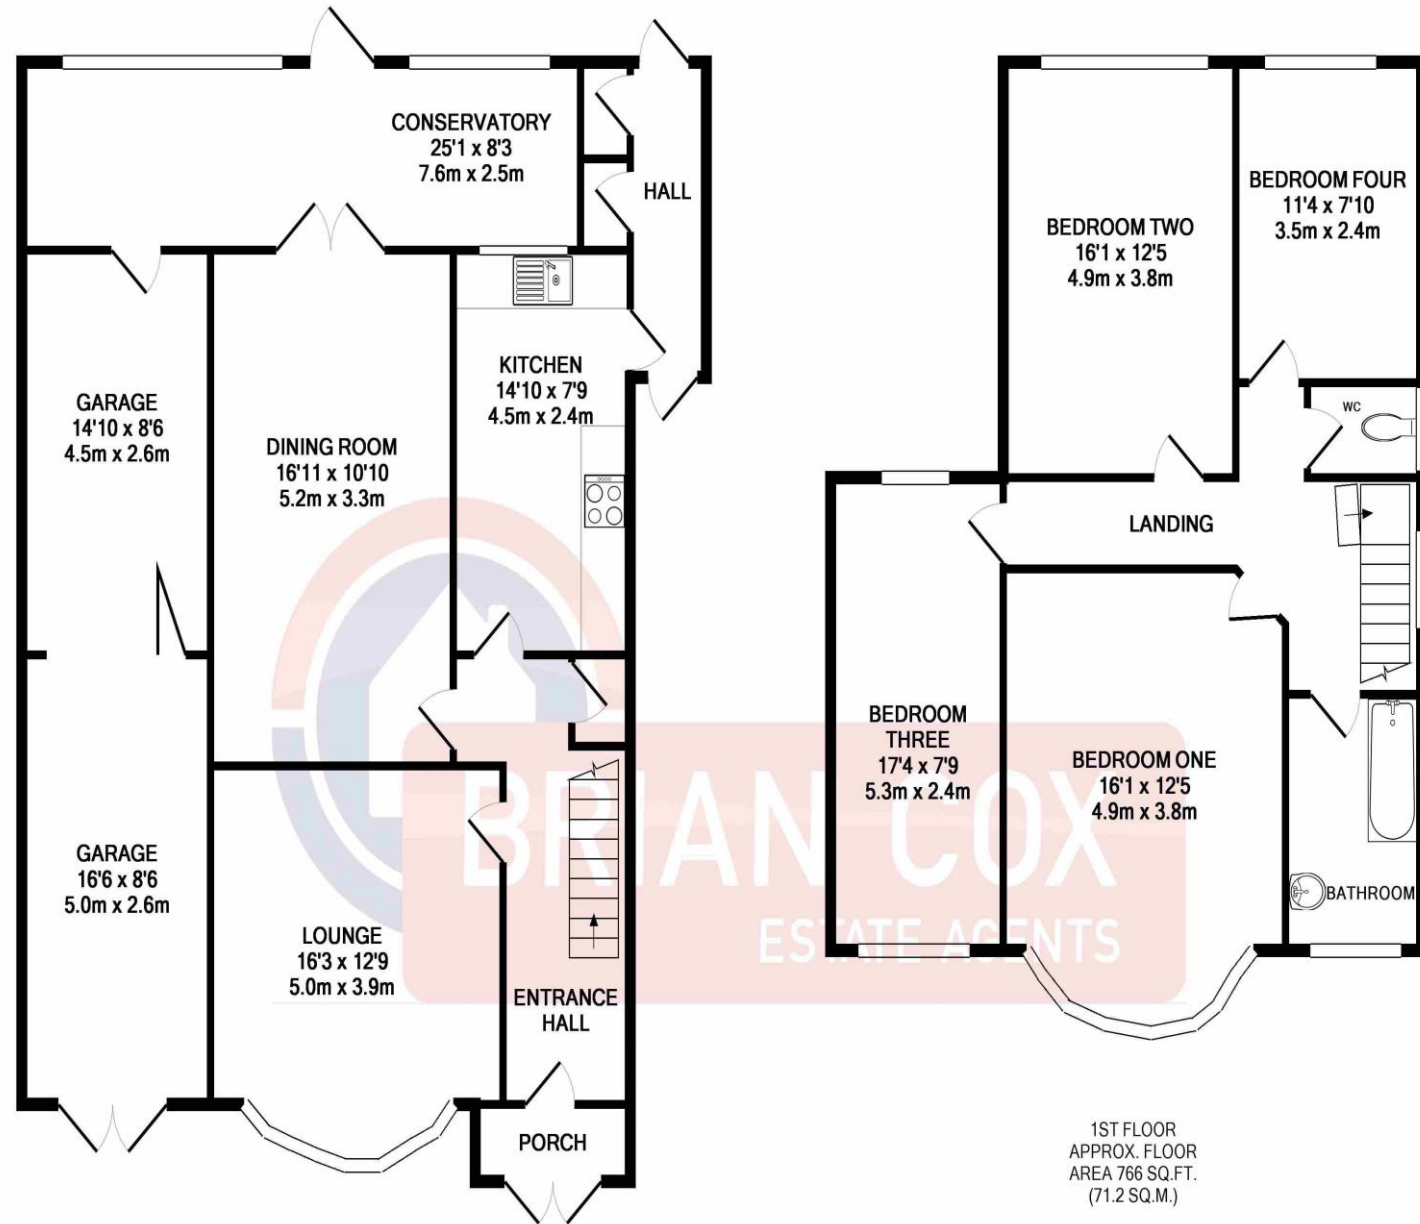 CONSERVATORY
25'1 x 8'3
7.6m x 2.5m
HALL
GARAGE
14'10 x 8'6
4.5m x 2.6m
DINING ROOM
16'11 x 10'10
5.2m x 3.3m
KITCHEN
14'10 x 7'9
4.5m x 2.4m
GARAGE
16'6 x 8'6
5.0m x 2.6m
LOUNGE
16'3 x 12'9
5.0m x 3.9m
ENTRANCE
HALL
PORCH
BEDROOM TWO
16'1 x 12'5
4.9m x 3.8m
BEDROOM FOUR
11'4 x 7'10
3.5m x 2.4m
WC
LANDING
BEDROOM
THREE
17'4 x 7'9
5.3m x 2.4m
BEDROOM ONE
16'1 x 12'5
4.9m x 3.8m
BATHROOM
BRIAN COX
ESTATE AGENTS
1ST FLOOR
APPROX. FLOOR
AREA 766 SQ.FT.
(71.2 SQ.M.)